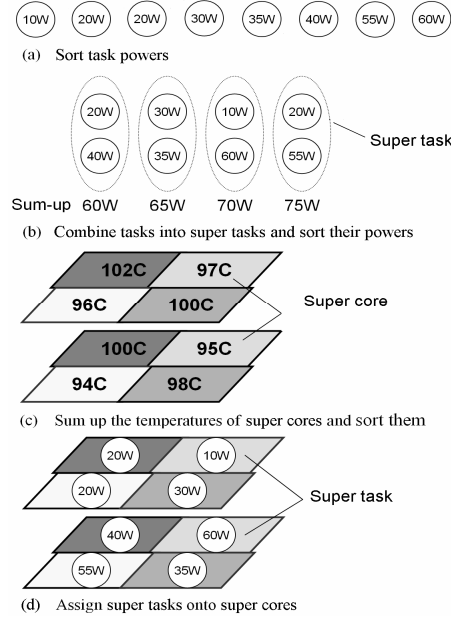 10W 20W 20W 30W 35W 40W 55W 60W
(a) Sort task powers
20W 30W 10W 20W
40W 35W 60W 55W
Super task
Sum-up 60W 65W 70W 75W
(b) Combine tasks into super tasks and sort their powers
102C 97C
96C 100C
Super core
100C 95C
94C 98C
(c) Sum up the temperatures of super cores and sort them
20W 10W
20W 30W
Super task
40W 60W
55W 35W
(d) Assign super tasks onto super cores